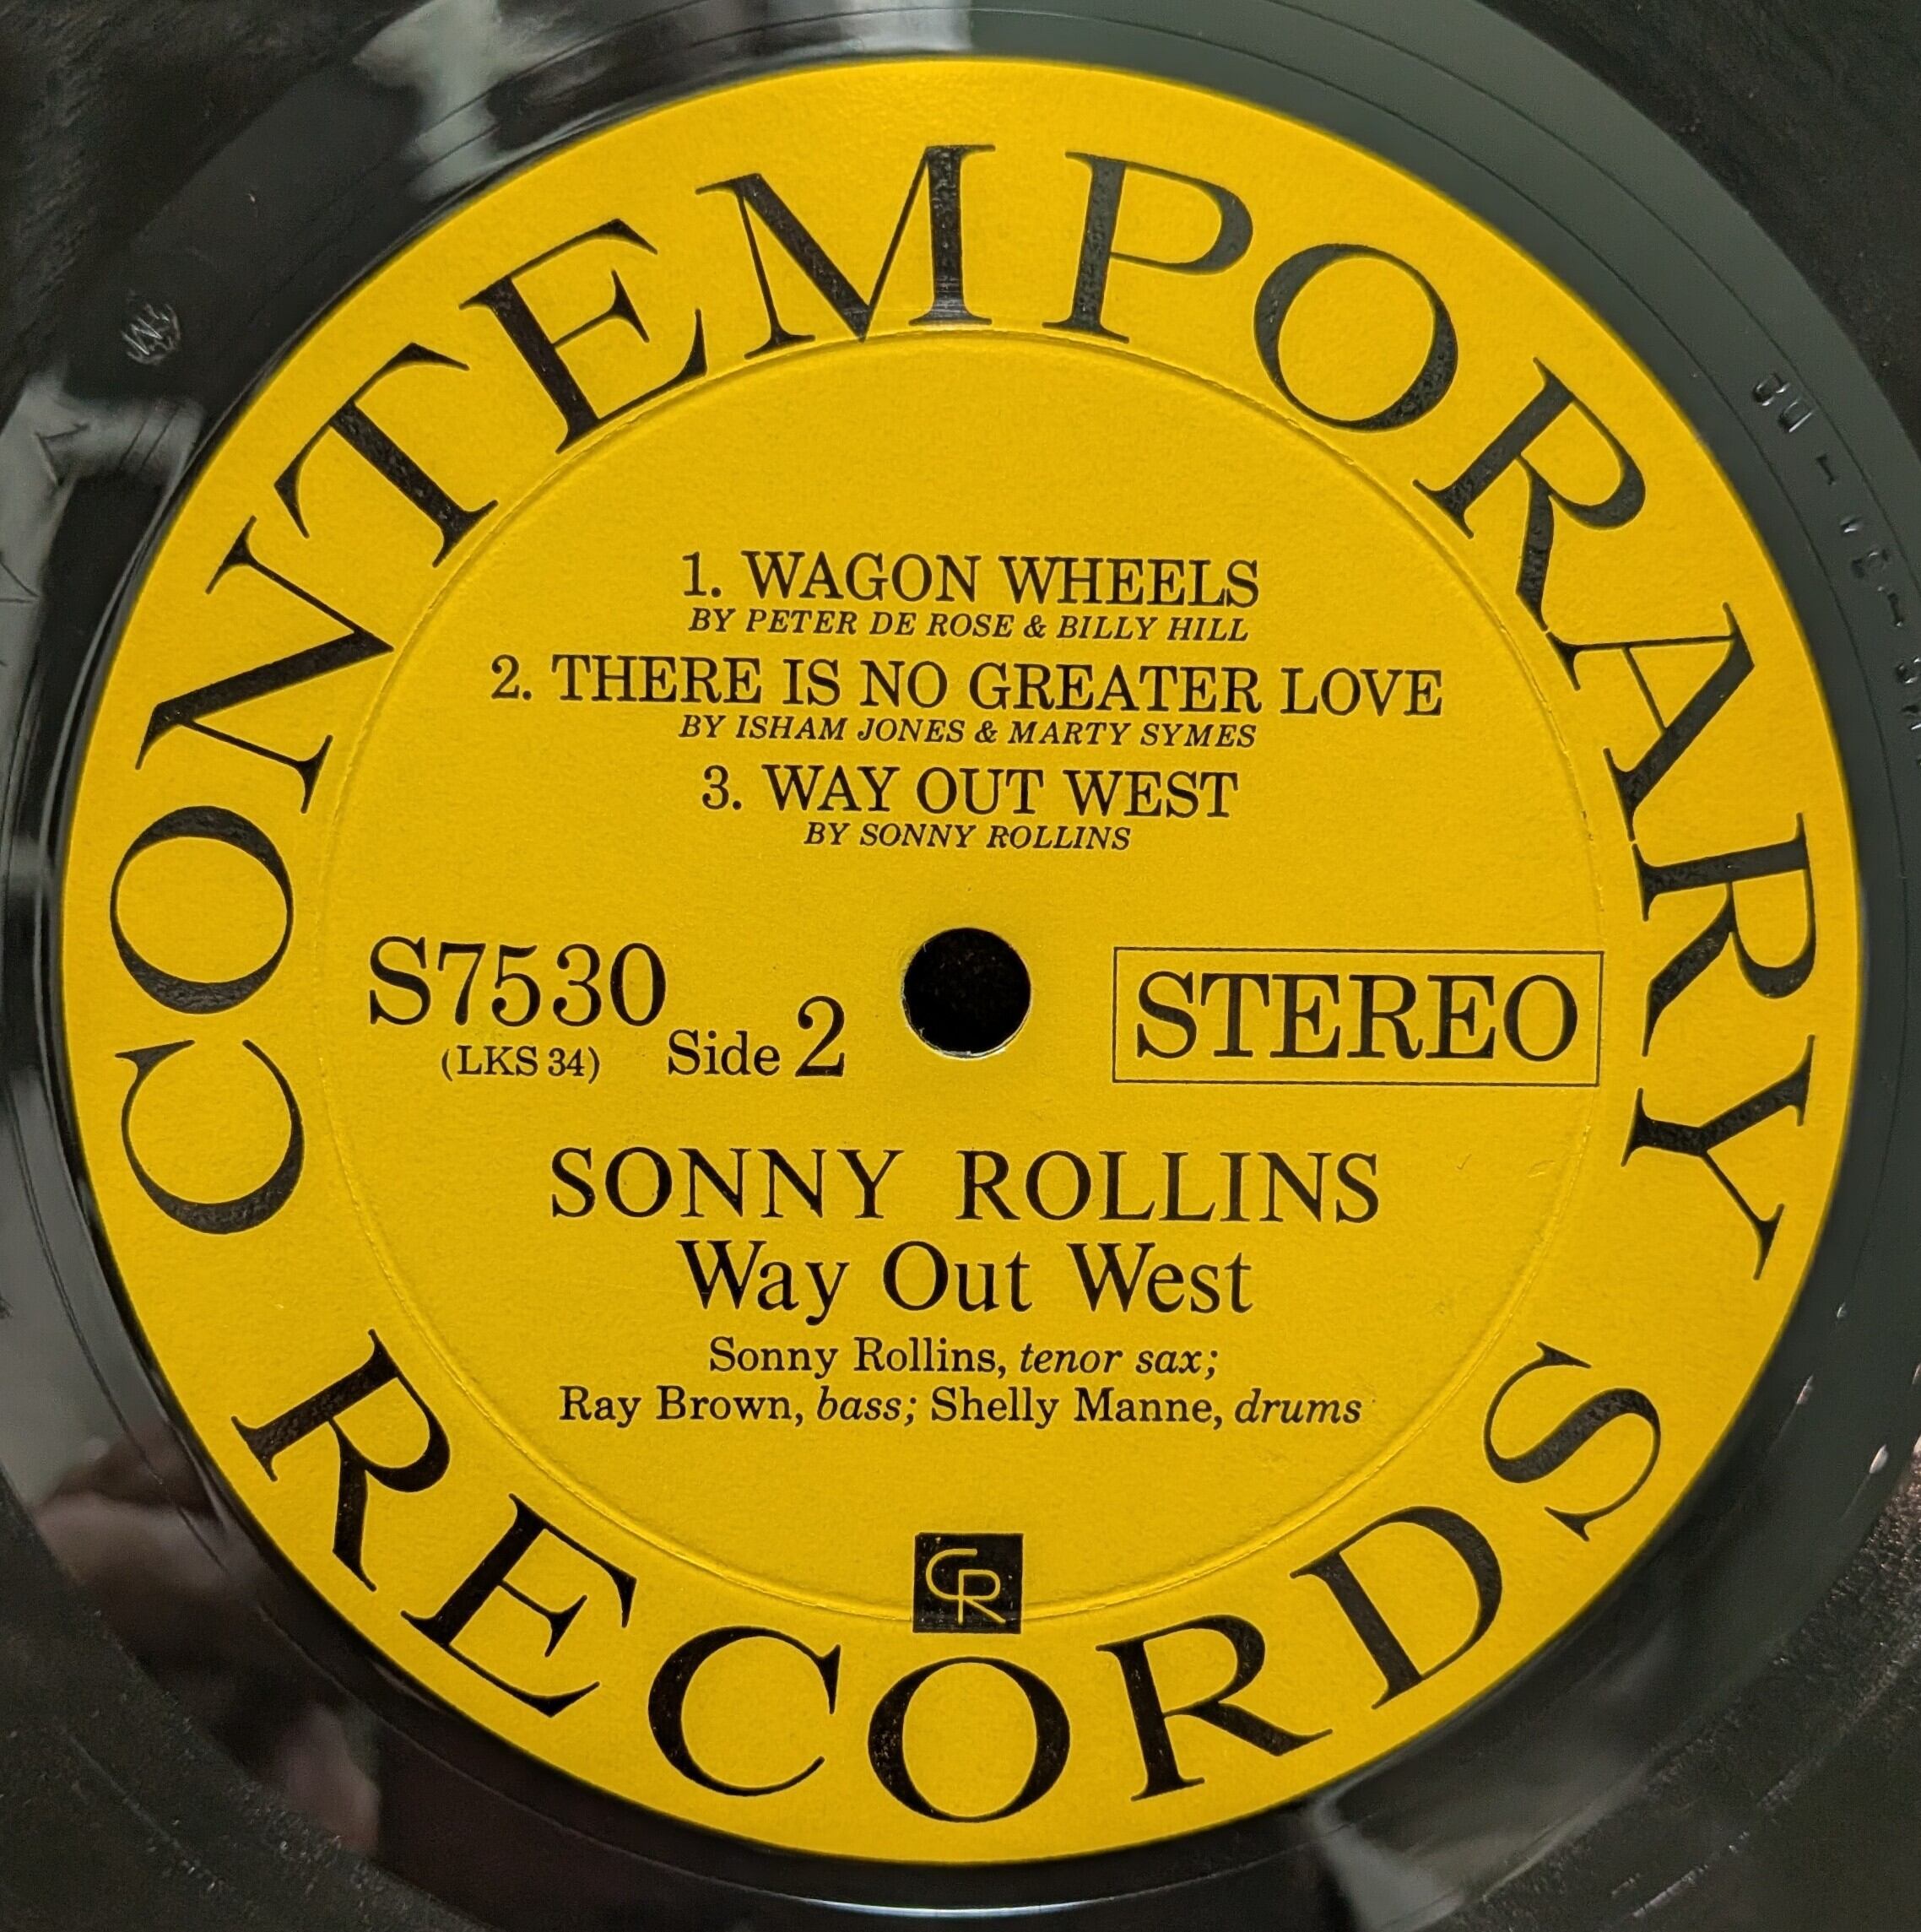 CONTEMPORARY
1. WAGON WHEELS
BY PETER DE ROSE & BILLY HILL
2. THERE IS NO GREATER LOVE
BY ISHAM JONES & MARTY SYMES
3. WAY OUT WEST
BY SONNY ROLLINS
S7530
(LKS 34)
Side 2
STEREO
SONNY ROLLINS
Way Out West
Sonny Rollins, tenor sax;
Ray Brown, bass; Shelly Manne, drums
CR
RECORDS